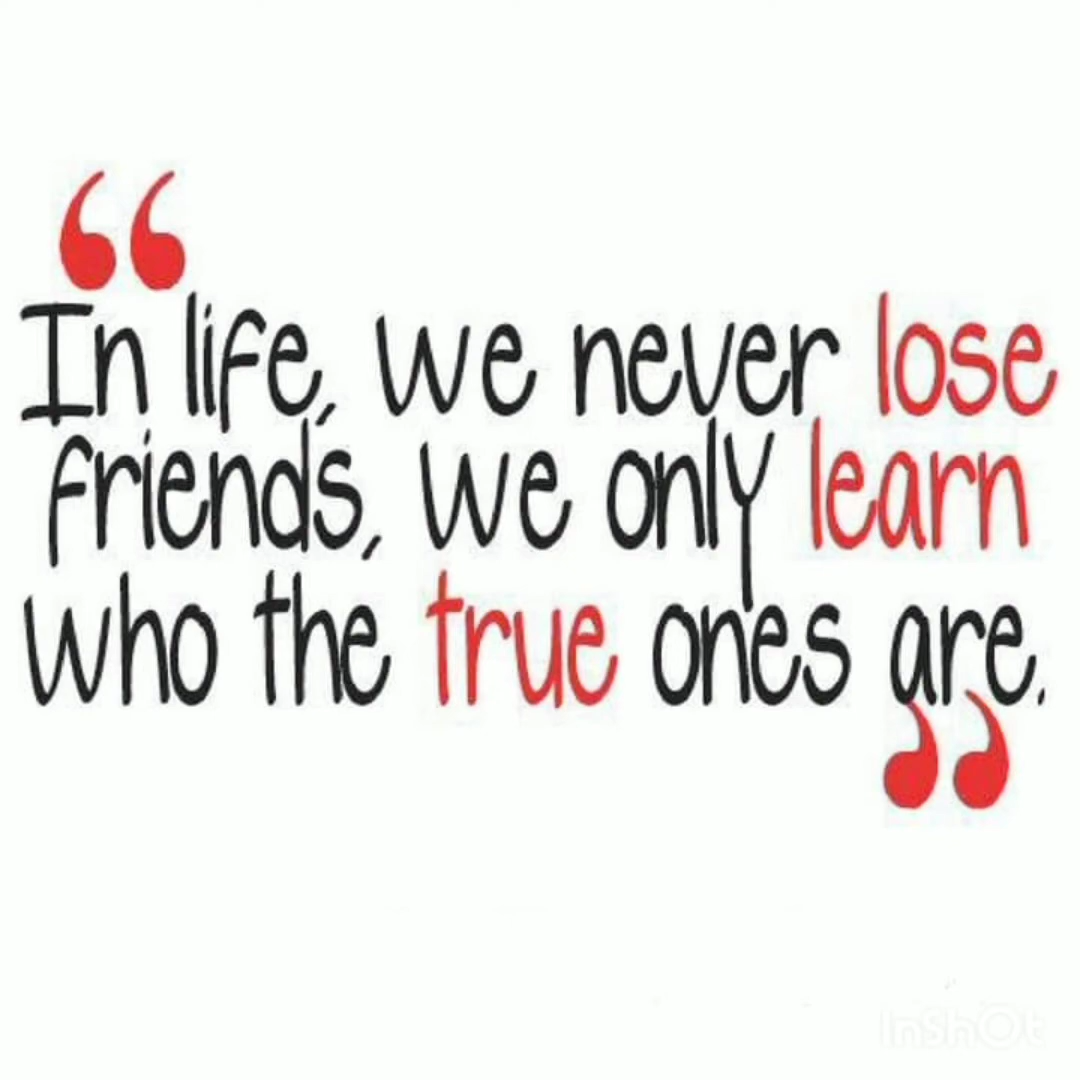 “In life, we never lose
friends, we only learn
who the true ones are.”
InShOt